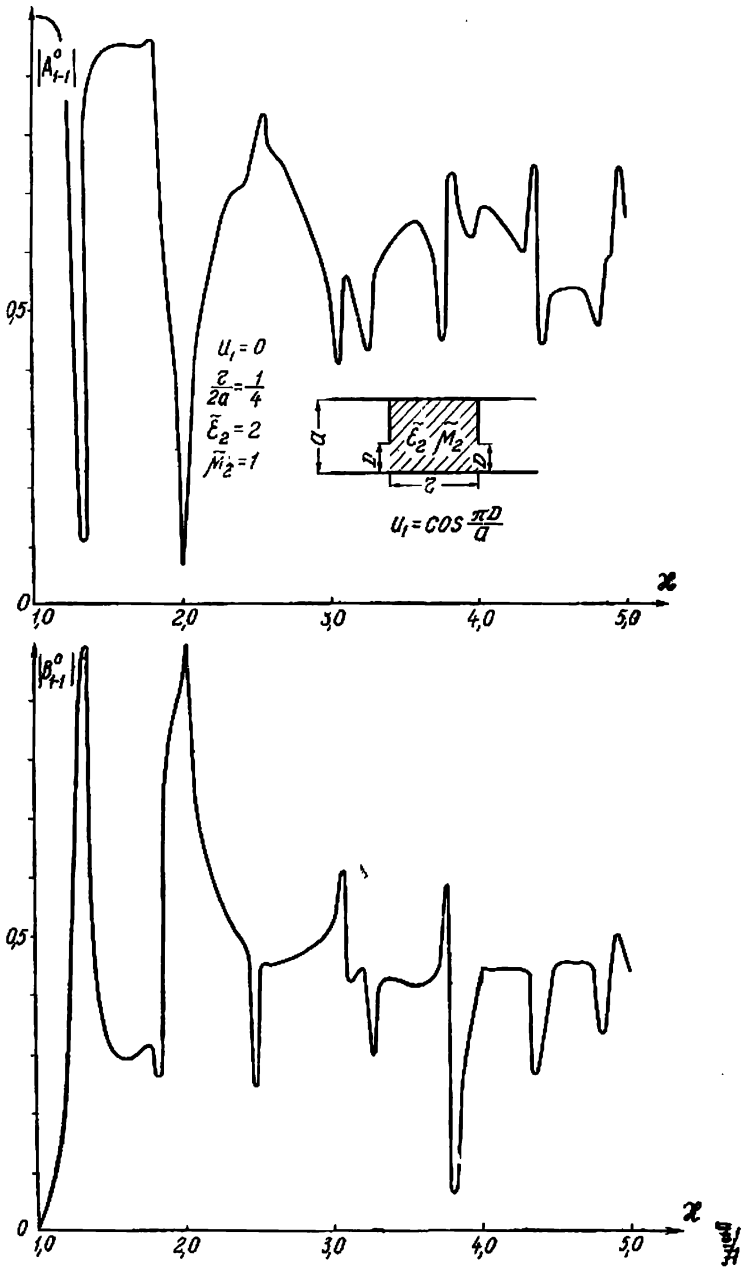 |A⁰₁₋₁|
0,5
u₁ = 0
τ/2a = 1/4
ε̃₂ = 2
μ̃₂ = 1
a
D
ε̃₂ μ̃₂
D
τ
u₁ = cos πD/a
0
1,0
2,0
3,0
4,0
5,0
ϰ
|B⁰₁₋₁|
0,5
0
1,0
2,0
3,0
4,0
5,0
ϰ